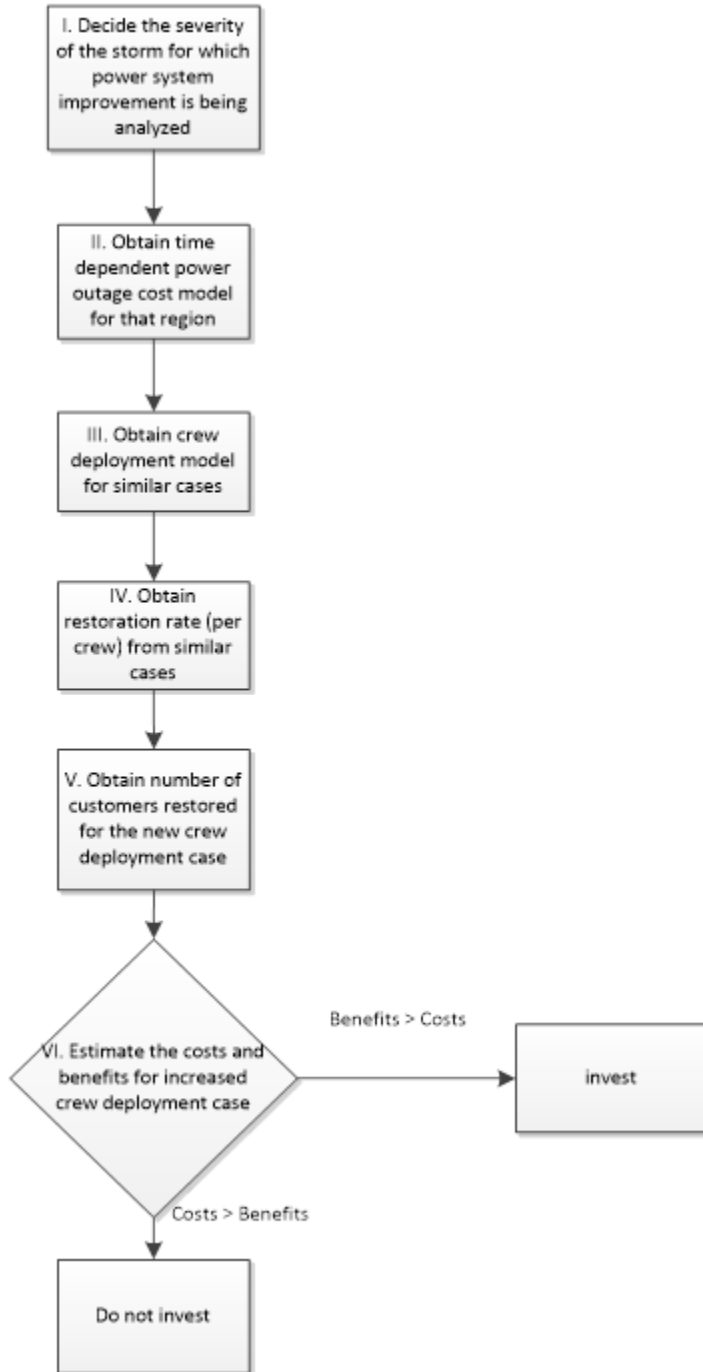 I. Decide the severity
of the storm for which
power system
improvement is being
analyzed
II. Obtain time
dependent power
outage cost model
for that region
III. Obtain crew
deployment model
for similar cases
IV. Obtain
restoration rate (per
crew) from similar
cases
V. Obtain number of
customers restored
for the new crew
deployment case
VI. Estimate the costs and
benefits for increased
crew deployment case
Benefits > Costs
invest
Costs > Benefits
Do not invest